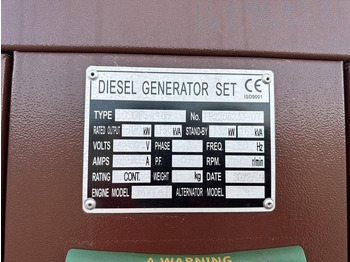 DIESEL GENERATOR SET CE
ISO9001
TYPE No.
RATED OUTPUT kW kVA STAND-BY kW kVA
VOLTS V PHASE FREQ. Hz
AMPS A P.F. RPM. r/min
RATING CONT. WEIGHT kg DATE
ENGINE MODEL ALTERNATOR MODEL
A WARNING